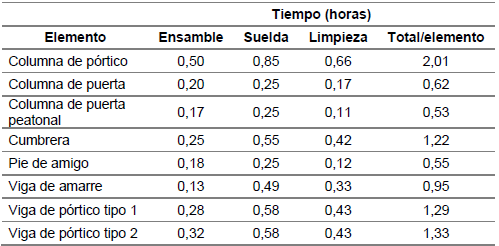 Tiempo (horas)
Elemento Ensamble Suelda Limpieza Total/elemento
Columna de pórtico 0,50 0,85 0,66 2,01
Columna de puerta 0,20 0,25 0,17 0,62
Columna de puerta
peatonal 0,17 0,25 0,11 0,53
Cumbrera 0,25 0,55 0,42 1,22
Pie de amigo 0,18 0,25 0,12 0,55
Viga de amarre 0,13 0,49 0,33 0,95
Viga de pórtico tipo 1 0,28 0,58 0,43 1,29
Viga de pórtico tipo 2 0,32 0,58 0,43 1,33